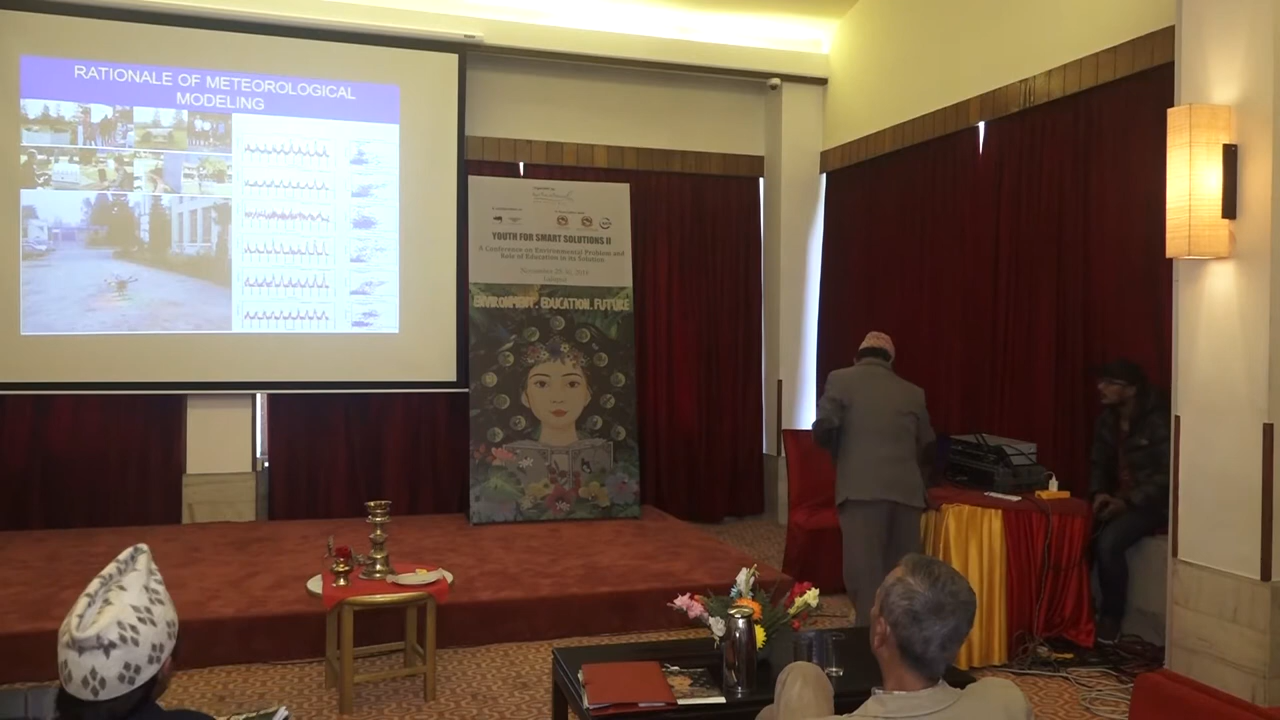 RATIONALE OF METEOROLOGICAL
MODELING
YOUTH FOR SMART SOLUTIONS II
A Conference on Environmental Problem and
Role of Education in its Solution
ENVIRONMENT. EDUCATION. FUTURE